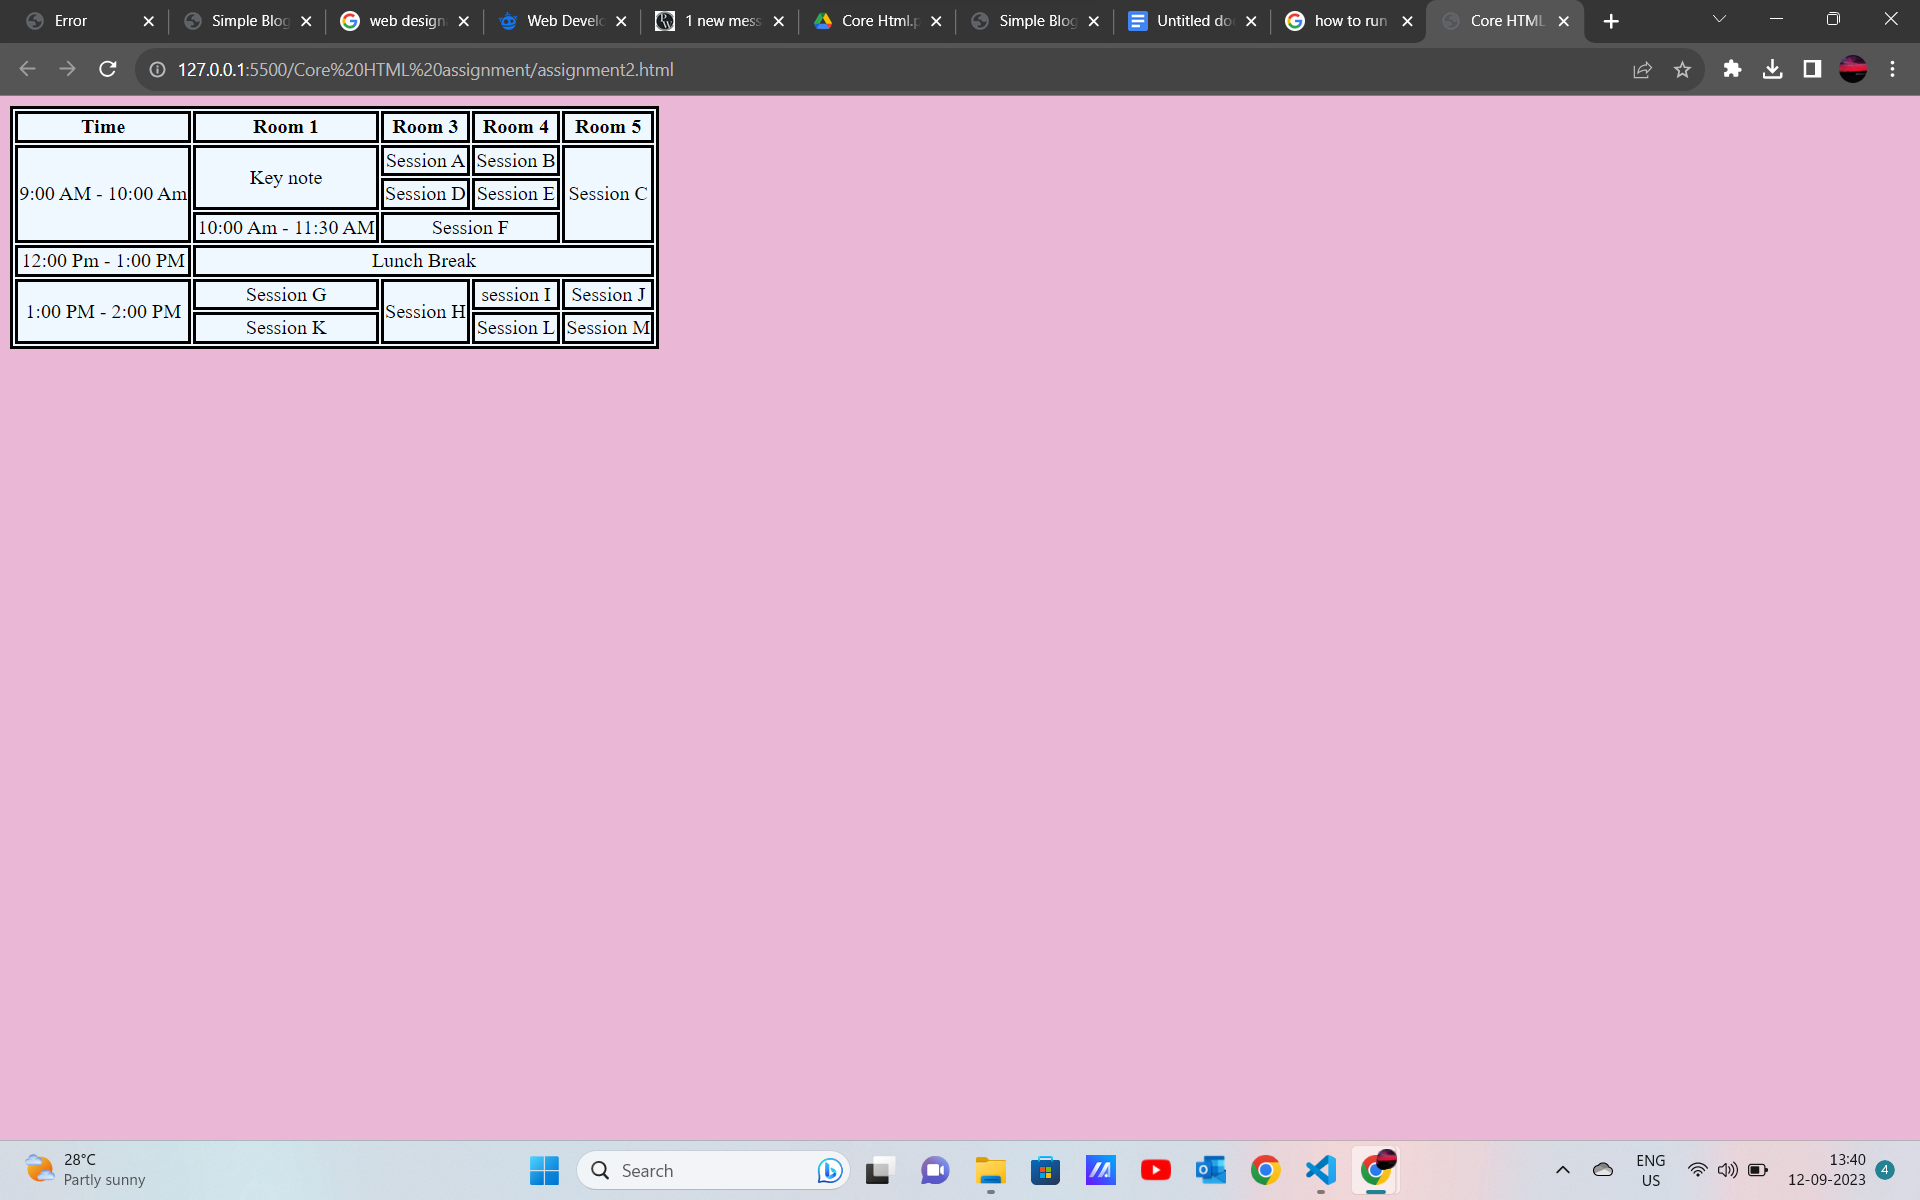 Error
Simple Blog
web design
Web Develo
1 new mess
Core Html.p
Simple Blog
Untitled do
how to run
Core HTML
127.0.0.1:5500/Core%20HTML%20assignment/assignment2.html
Time Room 1 Room 3 Room 4 Room 5
9:00 AM - 10:00 Am Key note Session A Session B Session C
Session D Session E
10:00 Am - 11:30 AM Session F
12:00 Pm - 1:00 PM Lunch Break
1:00 PM - 2:00 PM Session G Session H session I Session J
Session K Session L Session M
28°C
Partly sunny
Search
ENG
US
13:40
12-09-2023
4